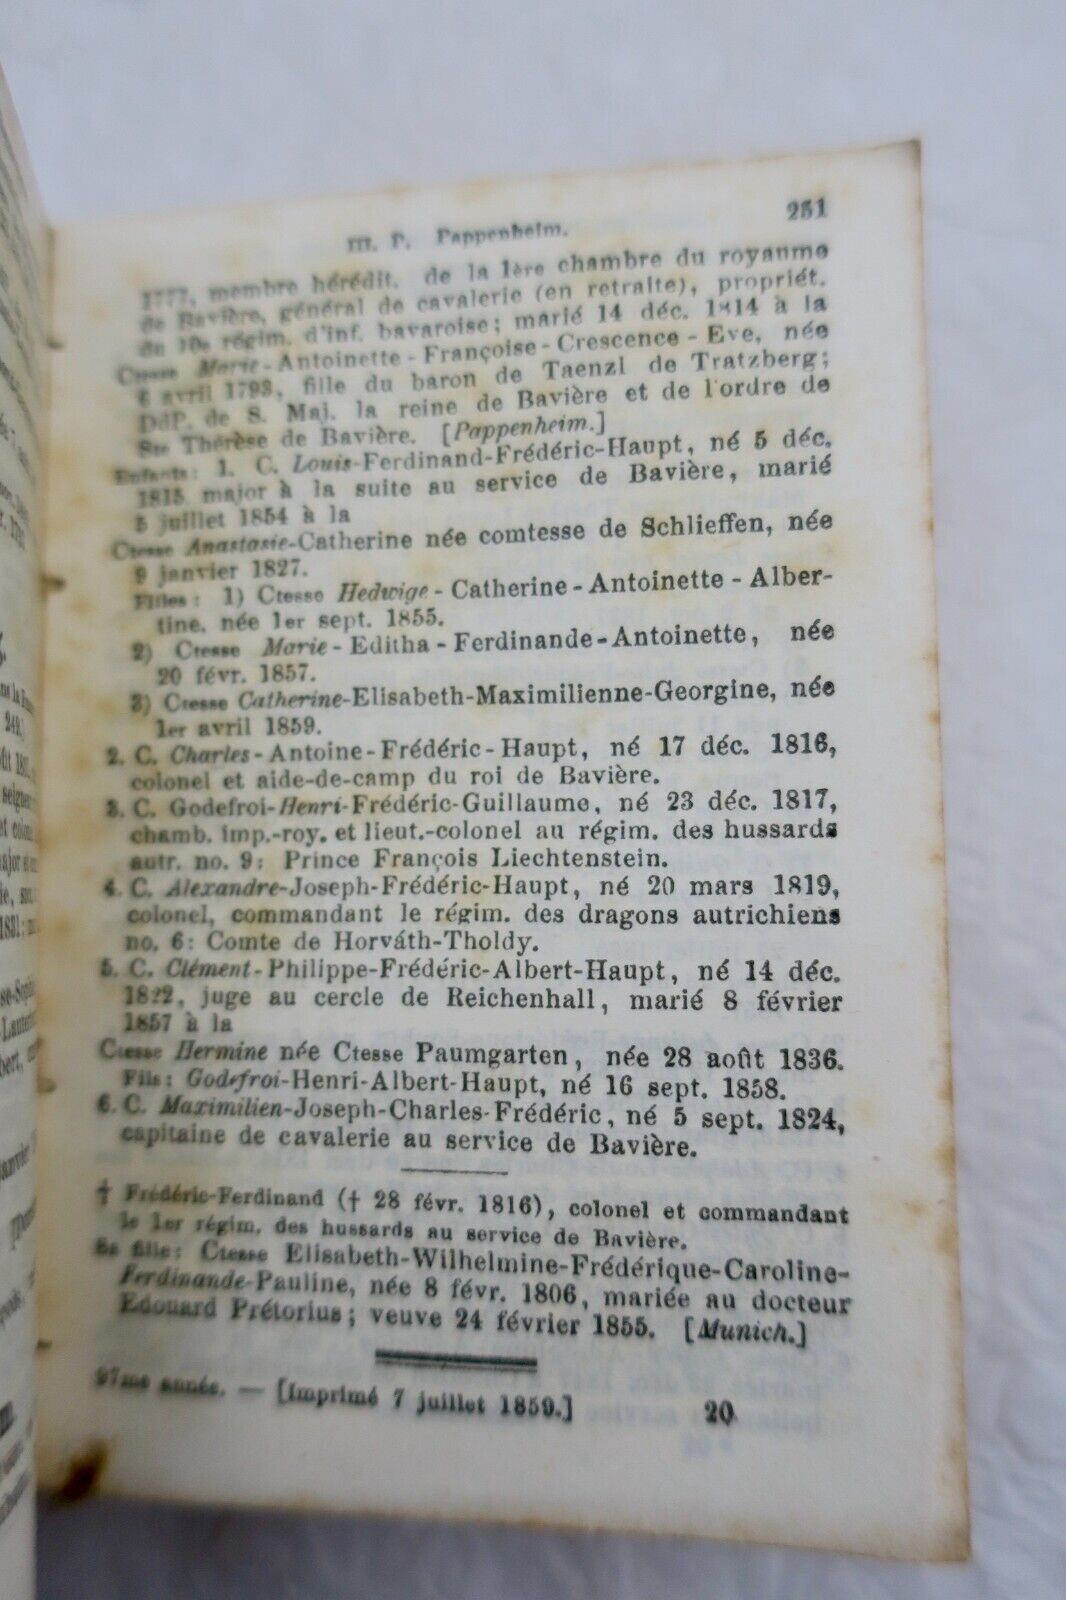 III. P. Pappenheim.
251
1777, membre hérédit. de la 1ère chambre du royaume
de Bavière, général de cavalerie (en retraite), propriét.
du 10e régim. d'inf. bavaroise; marié 14 déc. 1814 à la
Ctesse Marie-Antoinette-Françoise-Crescence-Eve, née
6 avril 1793, fille du baron de Taenzl de Tratzberg;
DdP. de S. Maj. la reine de Bavière et de l'ordre de
Ste Thérèse de Bavière. [Pappenheim.]
Enfants: 1. C. Louis-Ferdinand-Frédéric-Haupt, né 5 déc.
1815 major à la suite au service de Bavière, marié
5 juillet 1854 à la
Ctesse Anastasie-Catherine née comtesse de Schlieffen, née
9 janvier 1827.
Filles: 1) Ctesse Hedwige-Catherine-Antoinette-Alber-
tine, née 1er sept. 1855.
2) Ctesse Marie-Editha-Ferdinande-Antoinette, née
20 févr. 1857.
3) Ctesse Catherine-Elisabeth-Maximilienne-Georgine, née
1er avril 1859.
2. C. Charles-Antoine-Frédéric-Haupt, né 17 déc. 1816,
colonel et aide-de-camp du roi de Bavière.
3. C. Godefroi-Henri-Frédéric-Guillaume, né 23 déc. 1817,
chamb. imp.-roy. et lieut.-colonel au régim. des hussards
autr. no. 9: Prince François Liechtenstein.
4. C. Alexandre-Joseph-Frédéric-Haupt, né 20 mars 1819,
colonel, commandant le régim. des dragons autrichiens
no. 6: Comte de Horváth-Tholdy.
5. C. Clément-Philippe-Frédéric-Albert-Haupt, né 14 déc.
1822, juge au cercle de Reichenhall, marié 8 février
1857 à la
Ctesse Hermine née Ctesse Paumgarten, née 28 août 1836.
Fils: Godefroi-Henri-Albert-Haupt, né 16 sept. 1858.
6. C. Maximilien-Joseph-Charles-Frédéric, né 5 sept. 1824,
capitaine de cavalerie au service de Bavière.
† Frédéric-Ferdinand († 28 févr. 1816), colonel et commandant
le 1er régim. des hussards au service de Bavière.
Sa fille: Ctesse Elisabeth-Wilhelmine-Frédérique-Caroline-
Ferdinande-Pauline, née 8 févr. 1806, mariée au docteur
Edouard Prétorius; veuve 24 février 1855. [Munich.]
97me année. — [Imprimé 7 juillet 1859.]
20